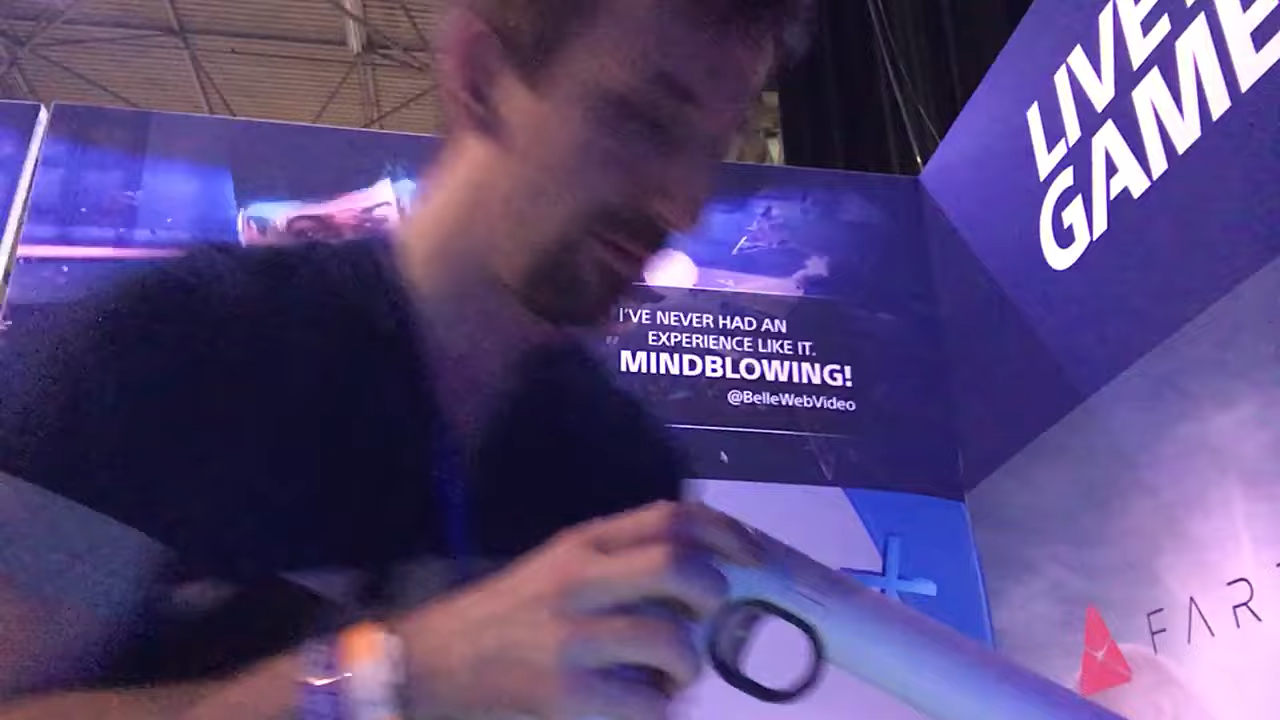 LIVE
GAME
I'VE NEVER HAD AN
EXPERIENCE LIKE IT.
MINDBLOWING!
@BelleWebVideo
FAR